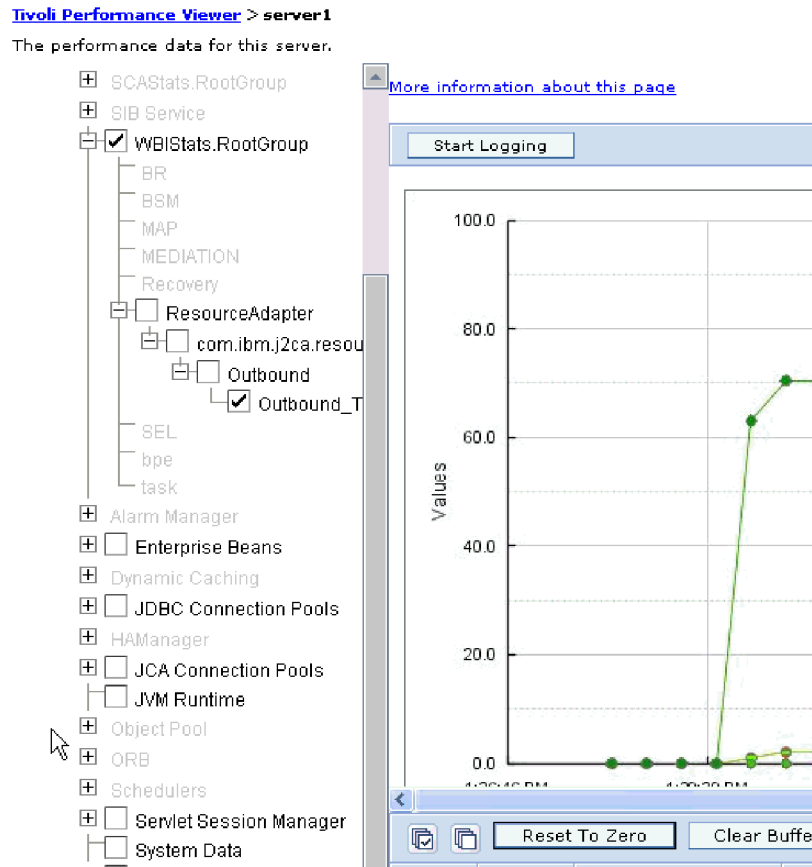 Tivoli Performance Viewer > server1
The performance data for this server.
SCAStats.RootGroup
SIB Service
WBIStats.RootGroup
BR
BSM
MAP
MEDIATION
Recovery
ResourceAdapter
com.ibm.j2ca.resou
Outbound
Outbound_T
SEL
bpe
task
Alarm Manager
Enterprise Beans
Dynamic Caching
JDBC Connection Pools
HAManager
JCA Connection Pools
JVM Runtime
Object Pool
ORB
Schedulers
Servlet Session Manager
System Data
More information about this page
Start Logging
100.0
80.0
60.0
Values
40.0
20.0
0.0
Reset To Zero
Clear Buffe